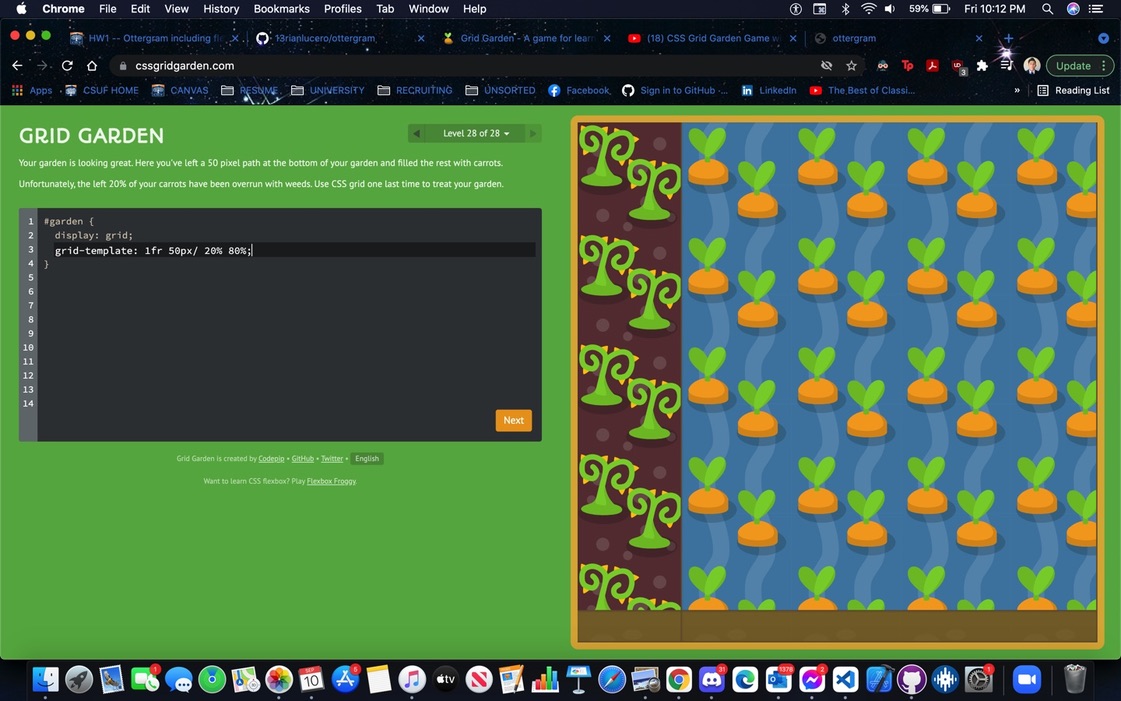 Chrome File Edit View History Bookmarks Profiles Tab Window Help 59% Fri 10:12 PM
HW1 -- Ottergram including fl 13rianlucero/ottergram Grid Garden - A game for lear (18) CSS Grid Garden Game w ottergram
cssgridgarden.com Update
Apps CSUF HOME CANVAS RESUME UNIVERSITY RECRUITING UNSORTED Facebook Sign in to GitHub ·... LinkedIn The Best of Classi... » Reading List
GRID GARDEN
Level 28 of 28
Your garden is looking great. Here you've left a 50 pixel path at the bottom of your garden and filled the rest with carrots.
Unfortunately, the left 20% of your carrots have been overrun with weeds. Use CSS grid one last time to treat your garden.
1 #garden {
2 display: grid;
3 grid-template: 1fr 50px/ 20% 80%;
4 }
5
6
7
8
9
10
11
12
13
14
Next
Grid Garden is created by Codepip • GitHub • Twitter • English
Want to learn CSS flexbox? Play Flexbox Froggy.